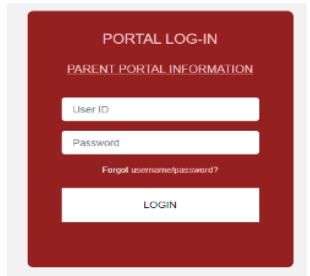 PORTAL LOG-IN
PARENT PORTAL INFORMATION
User ID
Password
Forgot username/password?
LOGIN